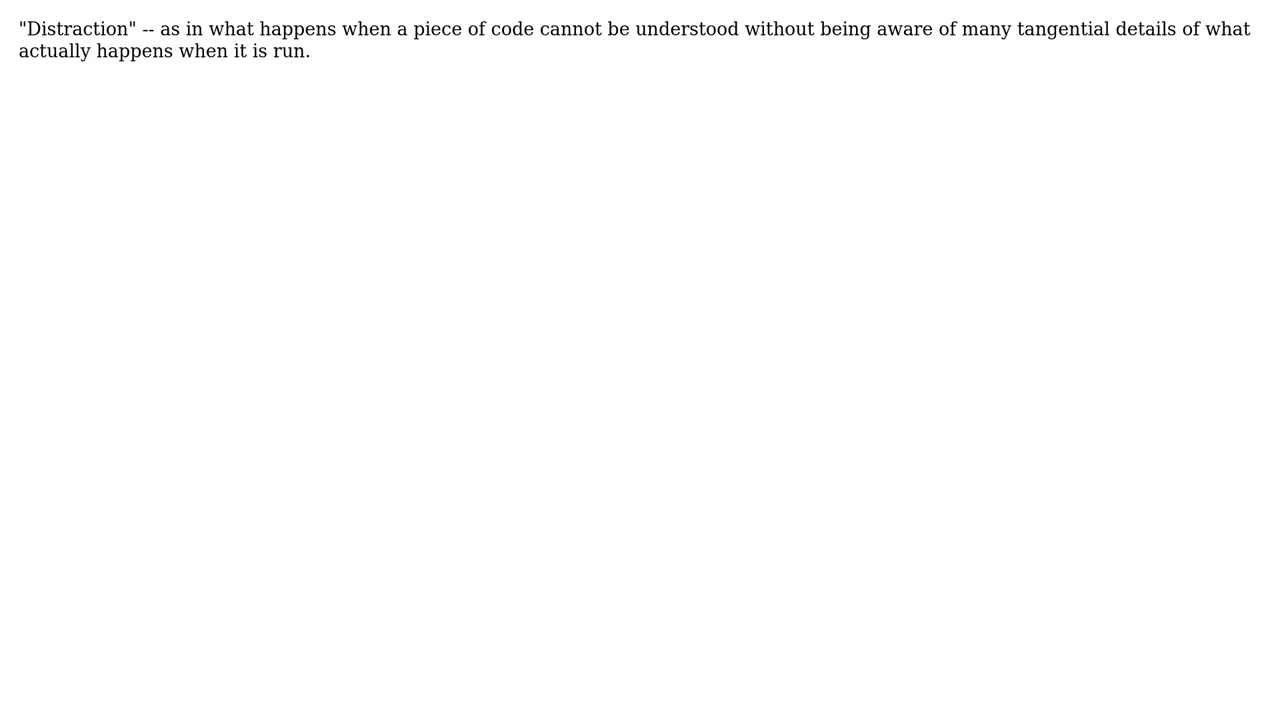 "Distraction" -- as in what happens when a piece of code cannot be understood without being aware of many tangential details of what
actually happens when it is run.